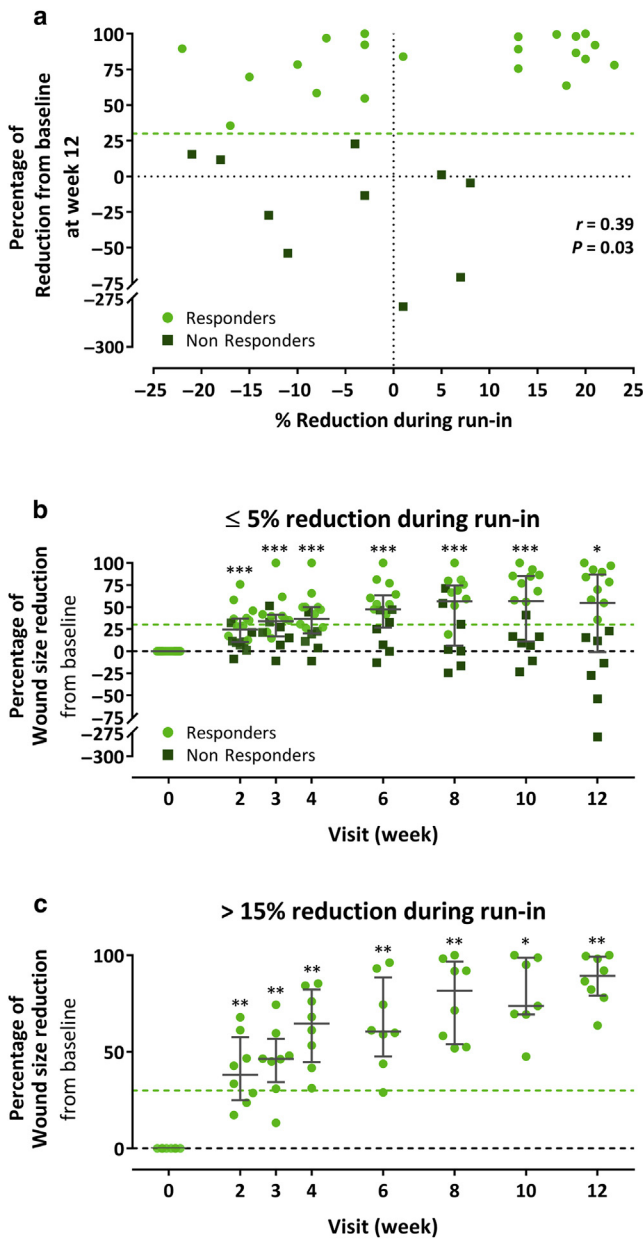 a
Percentage of
Reduction from baseline
at week 12
100
75
50
25
0
−25
−50
−75
−275
−300
r = 0.39
P = 0.03
Responders
Non Responders
−25 −20 −15 −10 −5 0 5 10 15 20 25
% Reduction during run-in
b
≤ 5% reduction during run-in
Percentage of
Wound size reduction
from baseline
100
75
50
25
0
−25
−50
−75
−275
−300
*** *** *** *** *** *** *
Responders
Non Responders
0 2 3 4 6 8 10 12
Visit (week)
c
> 15% reduction during run-in
Percentage of
Wound size reduction
from baseline
100
50
0
** ** ** ** ** * **
0 2 3 4 6 8 10 12
Visit (week)